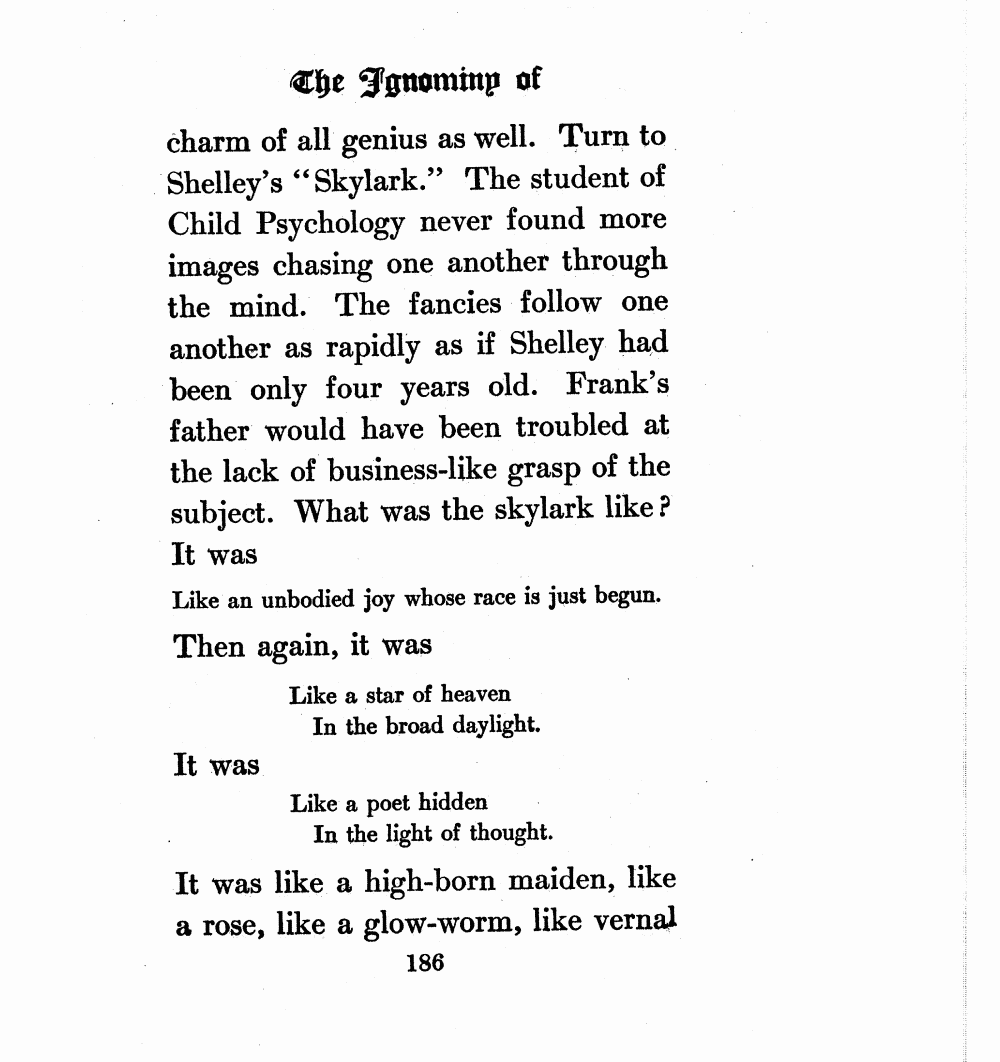 The Ignominy of
charm of all genius as well. Turn to
Shelley's “Skylark.” The student of
Child Psychology never found more
images chasing one another through
the mind. The fancies follow one
another as rapidly as if Shelley had
been only four years old. Frank's
father would have been troubled at
the lack of business-like grasp of the
subject. What was the skylark like?
It was
Like an unbodied joy whose race is just begun.
Then again, it was
Like a star of heaven
In the broad daylight.
It was
Like a poet hidden
In the light of thought.
It was like a high-born maiden, like
a rose, like a glow-worm, like vernal
186